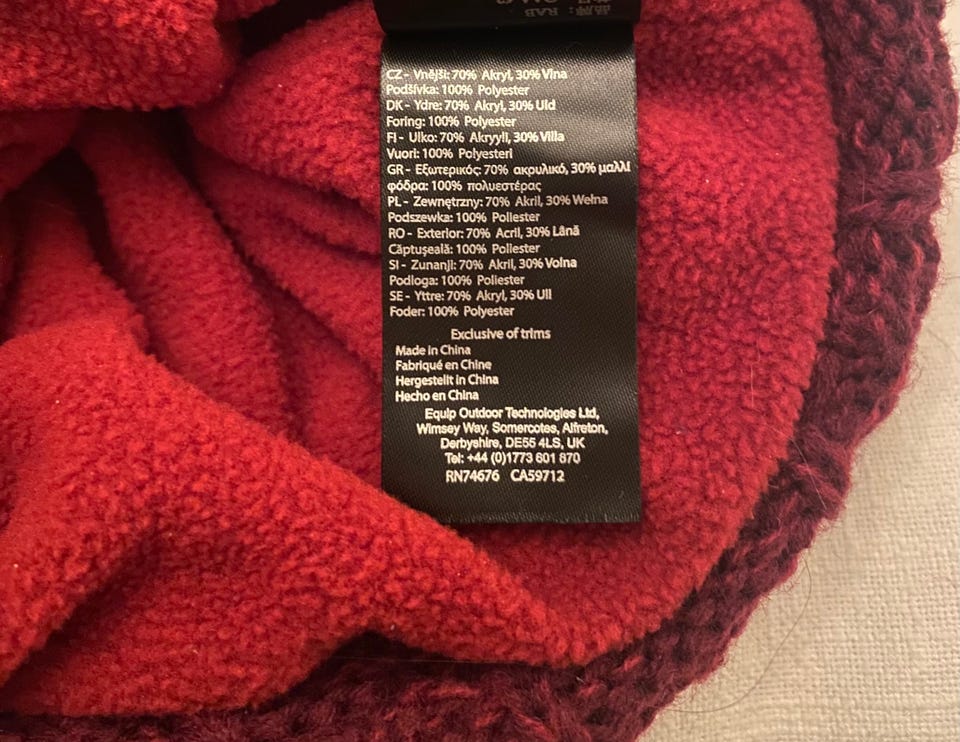 品牌：RAB
CZ - Vnější: 70% Akryl, 30% Vlna
Podšívka: 100% Polyester
DK - Ydre: 70% Akryl, 30% Uld
Foring: 100% Polyester
FI - Ulko: 70% Akryyli, 30% Villa
Vuori: 100% Polyesteri
GR - Εξωτερικός: 70% ακρυλικό, 30% μαλλί
φόδρα: 100% πολυεστέρας
PL - Zewnętrzny: 70% Akril, 30% Wełna
Podszewka: 100% Poliester
RO - Exterior: 70% Acril, 30% Lână
Căptușeală: 100% Poliester
SI - Zunanji: 70% Akril, 30% Volna
Podloga: 100% Poliester
SE - Yttre: 70% Akryl, 30% Ull
Foder: 100% Polyester
Exclusive of trims
Made in China
Fabriqué en Chine
Hergestellt in China
Hecho en China
Equip Outdoor Technologies Ltd,
Wimsey Way, Somercotes, Alfreton,
Derbyshire, DE55 4LS, UK
Tel: +44 (0)1773 601 870
RN74676 CA59712